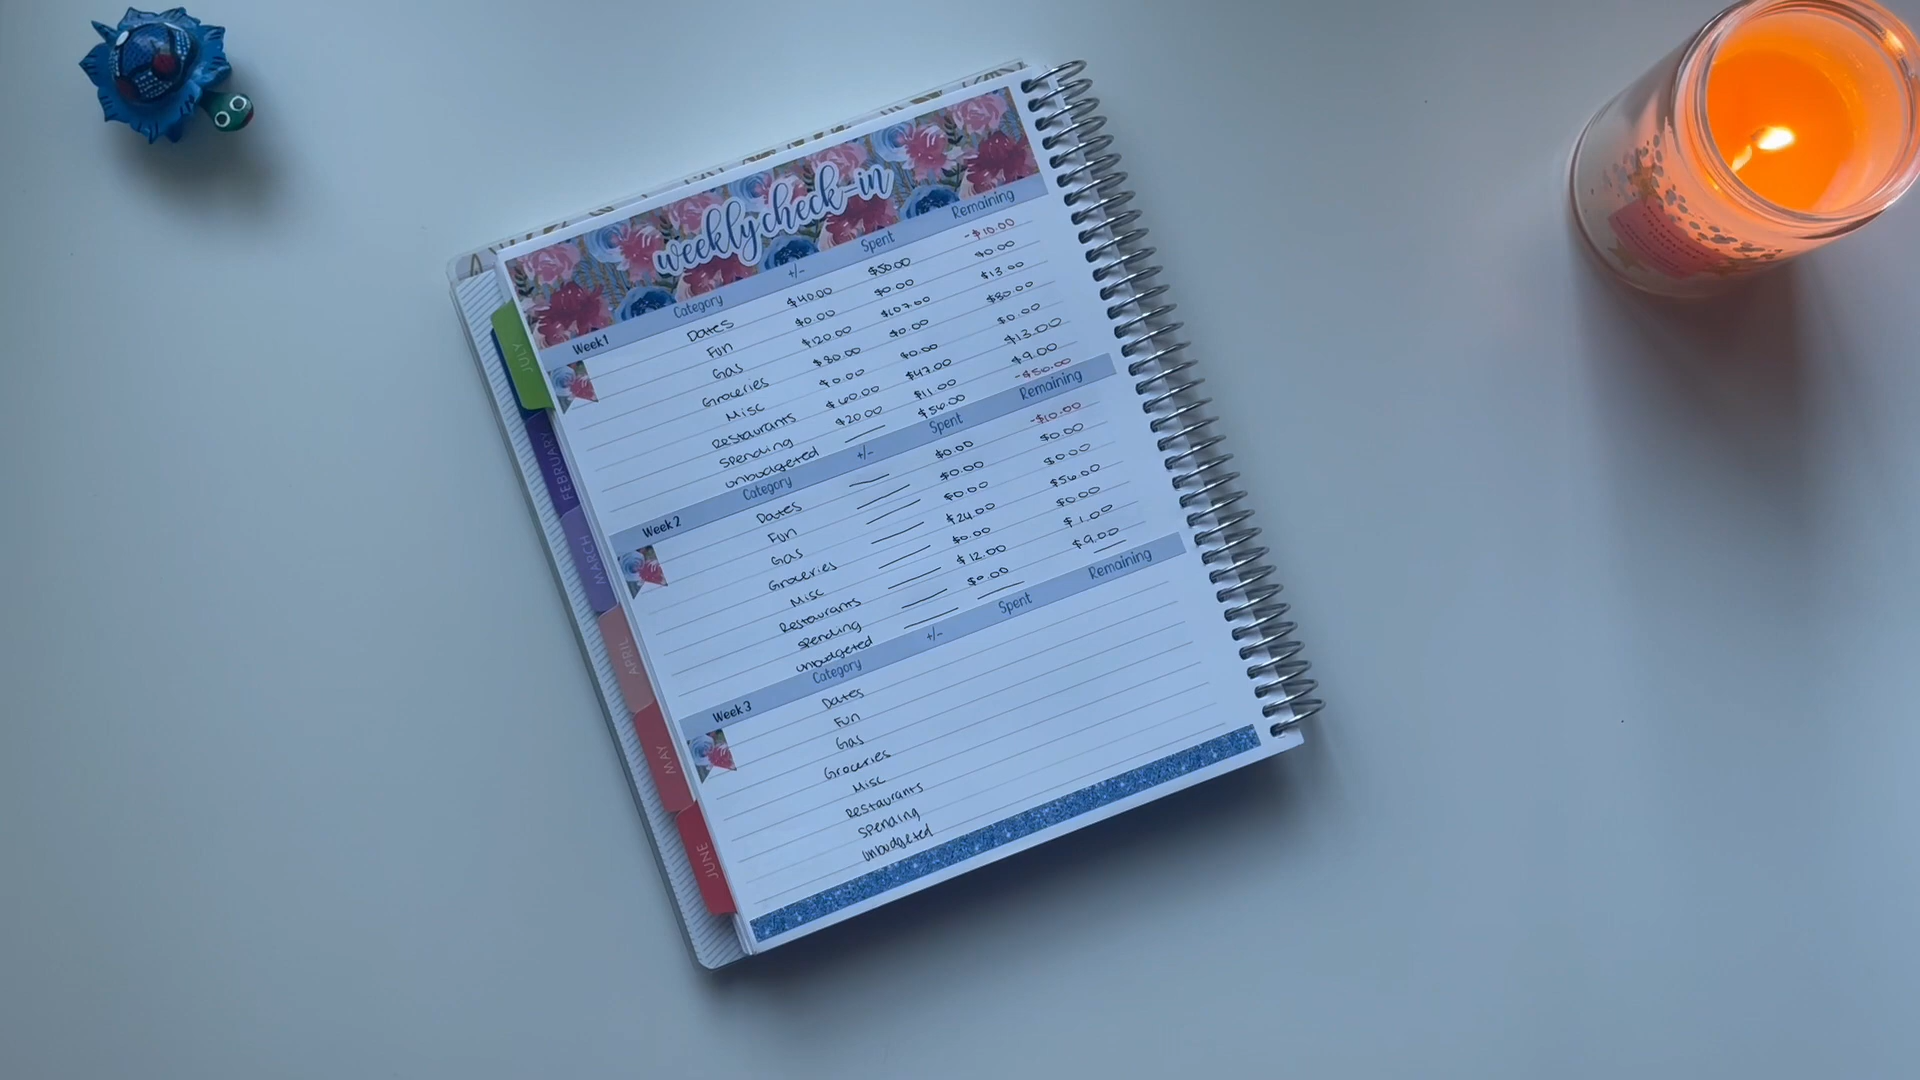 weekly check-in
Week 1 Category +/- Spent Remaining
Dates $40.00 $50.00 -$10.00
Fun $0.00 $0.00 $0.00
Gas $120.00 $107.00 $13.00
Groceries $80.00 $0.00 $80.00
Misc $0.00 $0.00 $0.00
Restaurants $60.00 $47.00 $13.00
Spending $20.00 $11.00 $9.00
unbudgeted — $56.00 -$56.00
Week 2 Category +/- Spent Remaining
Dates — $0.00 -$10.00
Fun — $0.00 $0.00
Gas — $0.00 $0.00
Groceries — $24.00 $56.00
Misc — $0.00 $0.00
Restaurants — $12.00 $1.00
Spending — $0.00 $9.00
unbudgeted — — —
Week 3 Category +/- Spent Remaining
Dates
Fun
Gas
Groceries
Misc
Restaurants
Spending
unbudgeted
JULY
FEBRUARY
MARCH
APRIL
MAY
JUNE